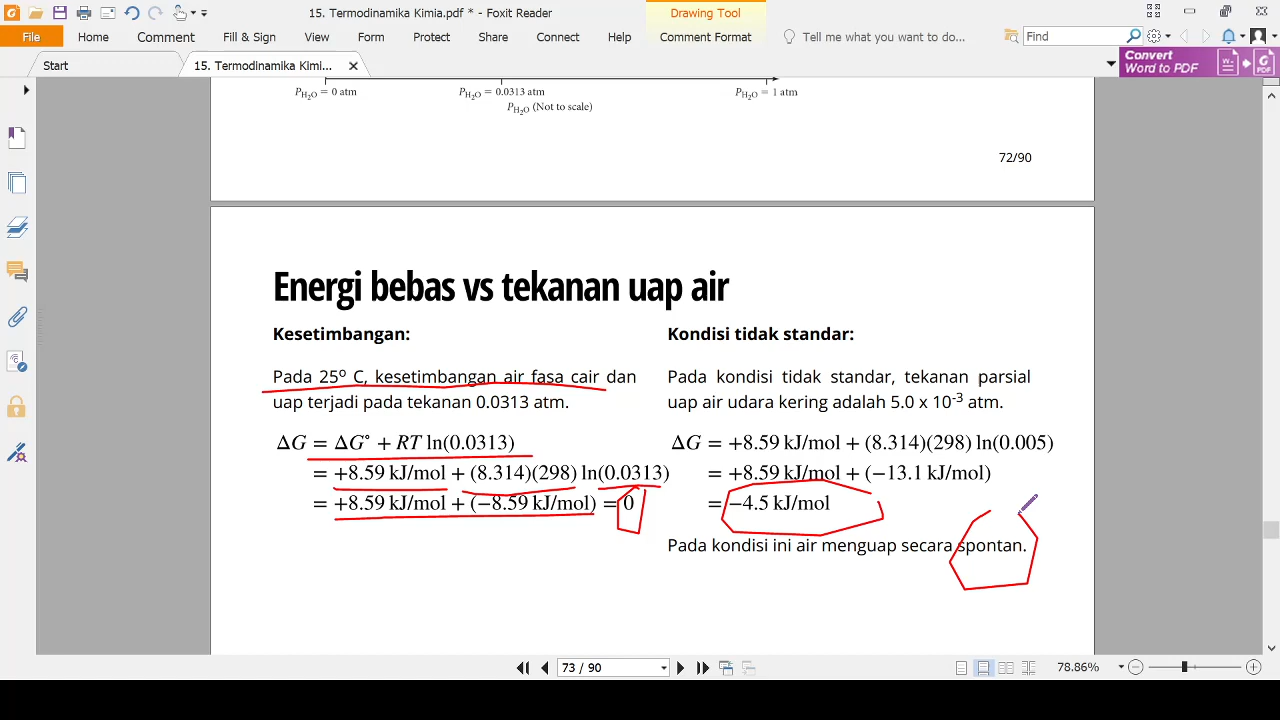 15. Termodinamika Kimia.pdf * - Foxit Reader
Drawing Tool
File Home Comment Fill & Sign View Form Protect Share Connect Help Comment Format Tell me what you want to do... Find
Start 15. Termodinamika Kimi...
Convert
Word to PDF
P_H₂O = 0 atm P_H₂O = 0.0313 atm P_H₂O = 1 atm
P_H₂O (Not to scale)
72/90
Energi bebas vs tekanan uap air
Kesetimbangan:
Pada 25° C, kesetimbangan air fasa cair dan
uap terjadi pada tekanan 0.0313 atm.
ΔG = ΔG° + RT ln(0.0313)
= +8.59 kJ/mol + (8.314)(298) ln(0.0313)
= +8.59 kJ/mol + (−8.59 kJ/mol) = 0
Kondisi tidak standar:
Pada kondisi tidak standar, tekanan parsial
uap air udara kering adalah 5.0 x 10⁻³ atm.
ΔG = +8.59 kJ/mol + (8.314)(298) ln(0.005)
= +8.59 kJ/mol + (−13.1 kJ/mol)
= −4.5 kJ/mol
Pada kondisi ini air menguap secara spontan.
73 / 90
78.86%